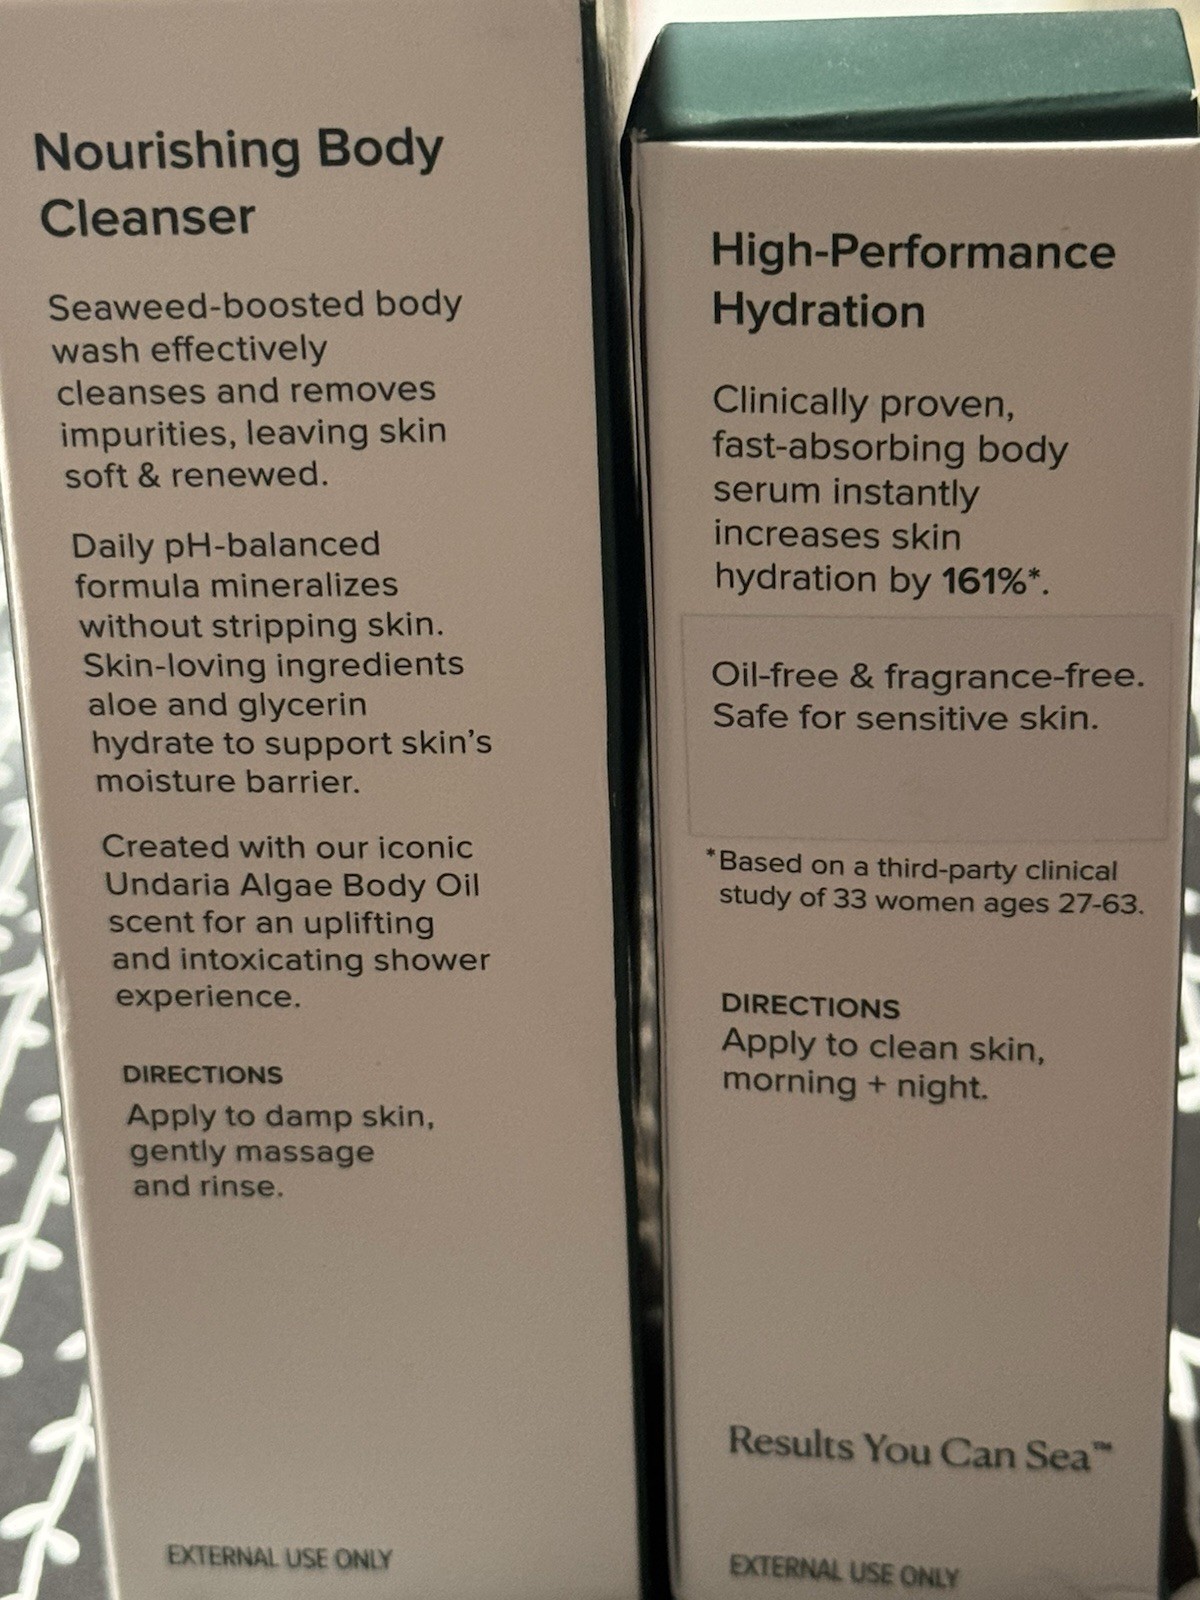 Nourishing Body
Cleanser
Seaweed-boosted body
wash effectively
cleanses and removes
impurities, leaving skin
soft & renewed.
Daily pH-balanced
formula mineralizes
without stripping skin.
Skin-loving ingredients
aloe and glycerin
hydrate to support skin's
moisture barrier.
Created with our iconic
Undaria Algae Body Oil
scent for an uplifting
and intoxicating shower
experience.
DIRECTIONS
Apply to damp skin,
gently massage
and rinse.
EXTERNAL USE ONLY
High-Performance
Hydration
Clinically proven,
fast-absorbing body
serum instantly
increases skin
hydration by 161%*.
Oil-free & fragrance-free.
Safe for sensitive skin.
*Based on a third-party clinical
study of 33 women ages 27-63.
DIRECTIONS
Apply to clean skin,
morning + night.
Results You Can Sea™
EXTERNAL USE ONLY